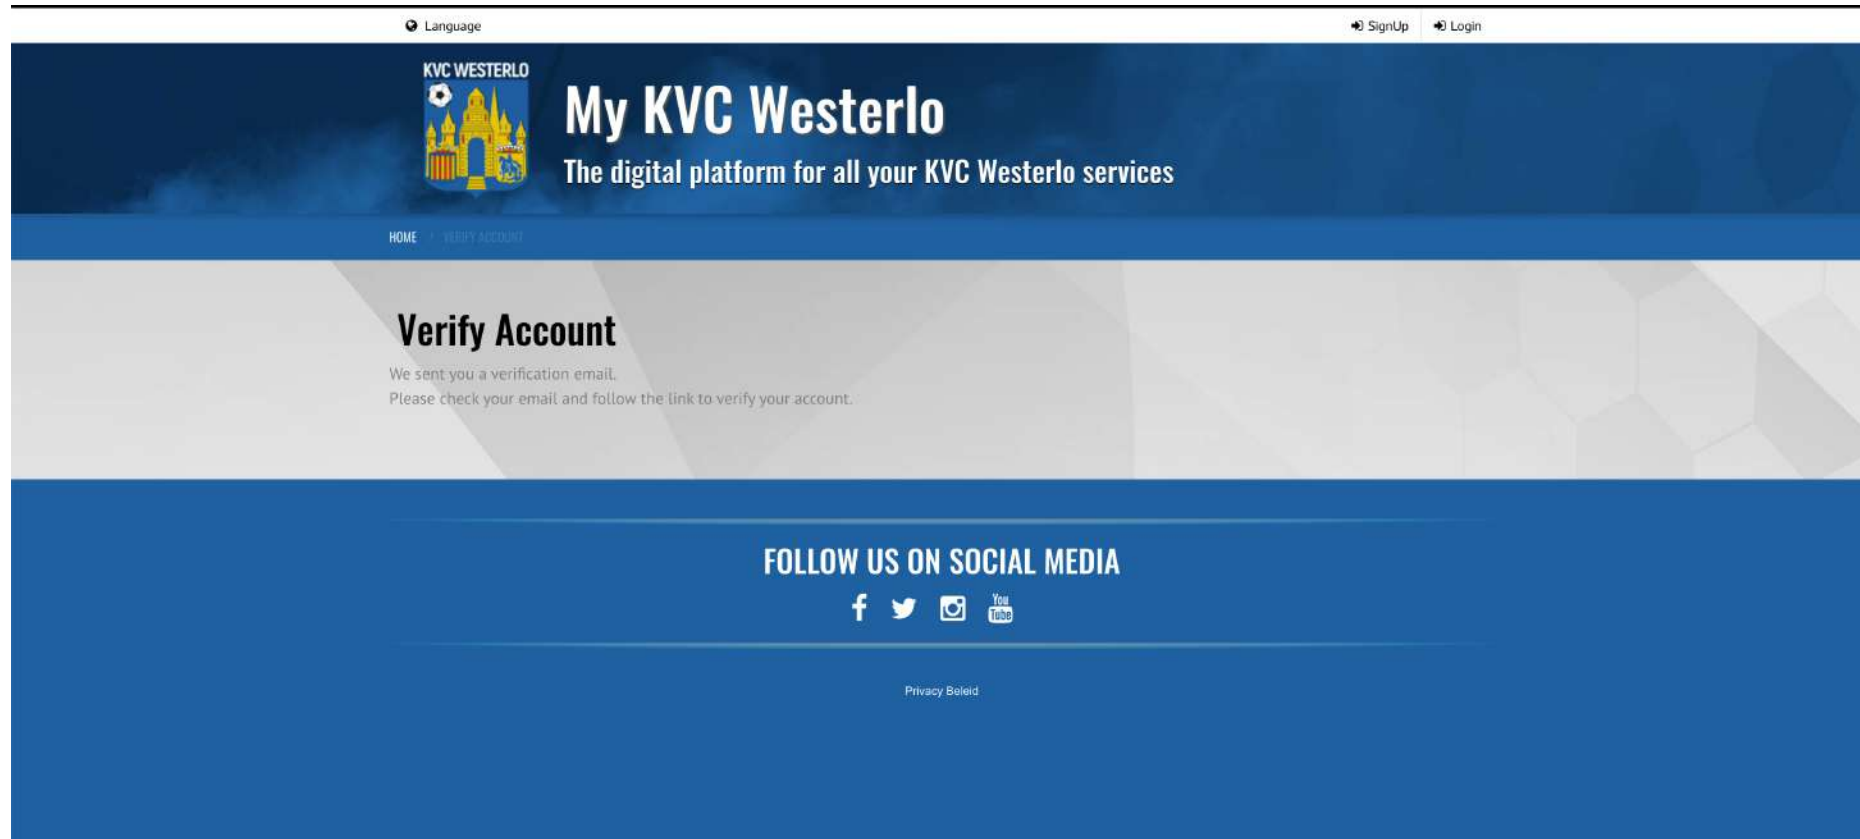 Language
SignUp
Login
KVC WESTERLO
My KVC Westerlo
The digital platform for all your KVC Westerlo services
HOME
VERIFY ACCOUNT
Verify Account
We sent you a verification email.
Please check your email and follow the link to verify your account.
FOLLOW US ON SOCIAL MEDIA
You
Tube
Privacy Beleid